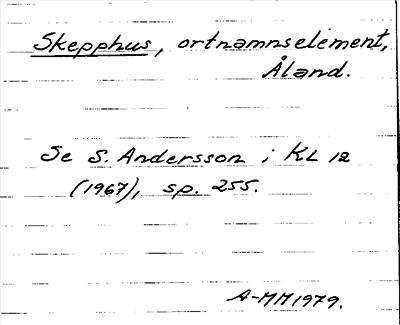 Skepphus, ortnamnselement,
Åland.
Se S. Andersson i KL 12
(1967), sp. 255.
A-MM 1979.